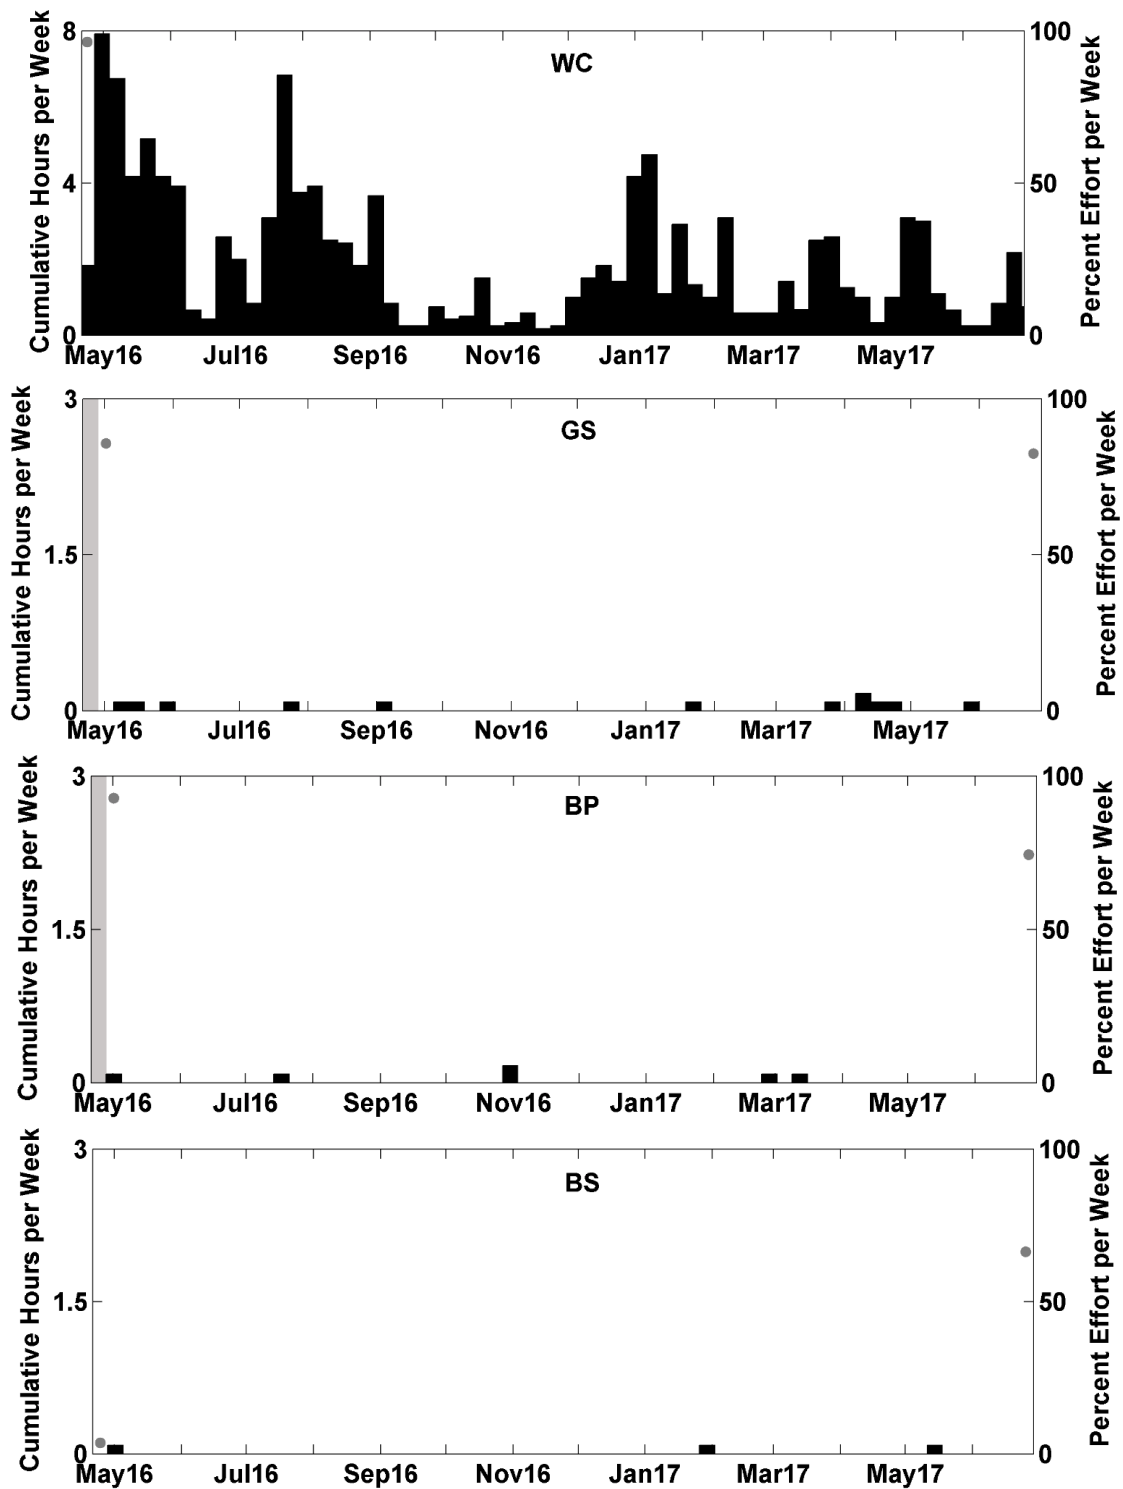 8
100
WC
Cumulative Hours per Week
Percent Effort per Week
4
50
0
0
May16 Jul16 Sep16 Nov16 Jan17 Mar17 May17
3
100
GS
Cumulative Hours per Week
Percent Effort per Week
1.5
50
0
0
May16 Jul16 Sep16 Nov16 Jan17 Mar17 May17
3
100
BP
Cumulative Hours per Week
Percent Effort per Week
1.5
50
0
0
May16 Jul16 Sep16 Nov16 Jan17 Mar17 May17
3
100
BS
Cumulative Hours per Week
Percent Effort per Week
1.5
50
0
0
May16 Jul16 Sep16 Nov16 Jan17 Mar17 May17